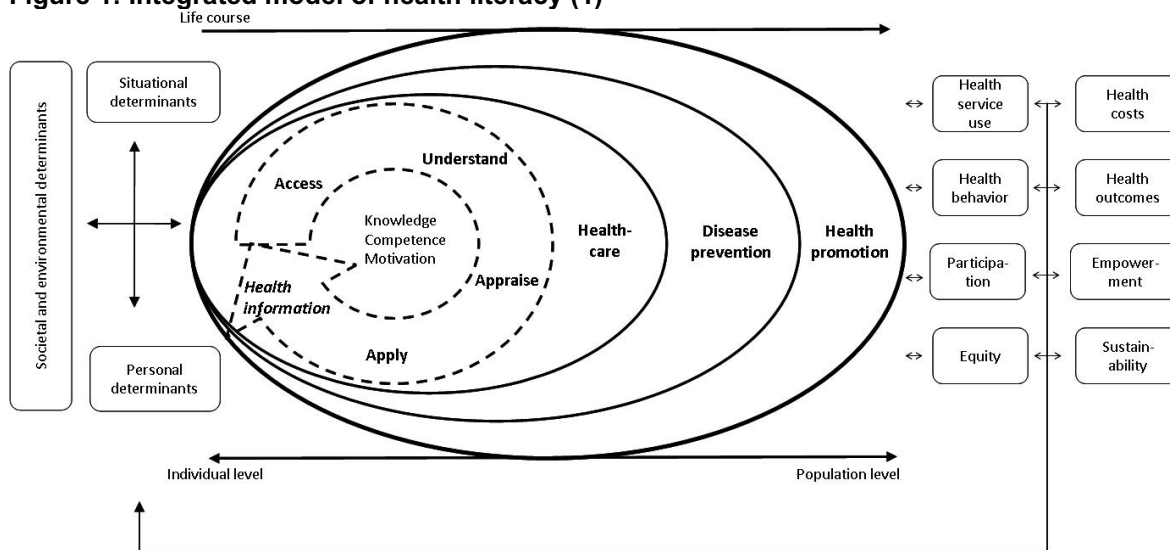 Figure 1. Integrated model of health literacy (1)
Life course
Societal and environmental determinants
Situational
determinants
Personal
determinants
Access
Understand
Knowledge
Competence
Motivation
Appraise
Health
information
Apply
Health-
care
Disease
prevention
Health
promotion
Health
service
use
Health
costs
Health
behavior
Health
outcomes
Participa-
tion
Empower-
ment
Equity
Sustain-
ability
Individual level
Population level